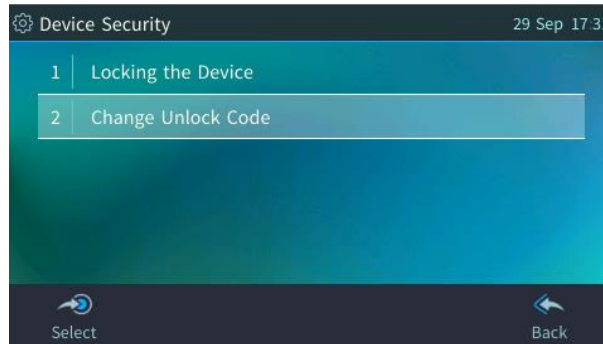 Device Security 29 Sep 17:3
1 Locking the Device
2 Change Unlock Code
Select Back